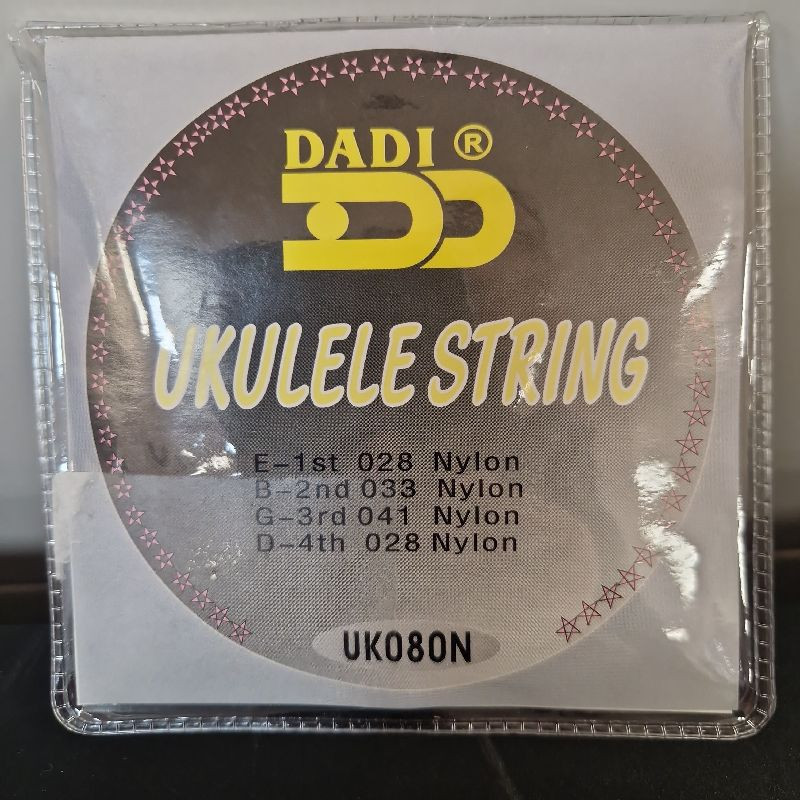 DADI ®
UKULELE STRING
E-1st 028 Nylon
B-2nd 033 Nylon
G-3rd 041 Nylon
D-4th 028 Nylon
UK080N